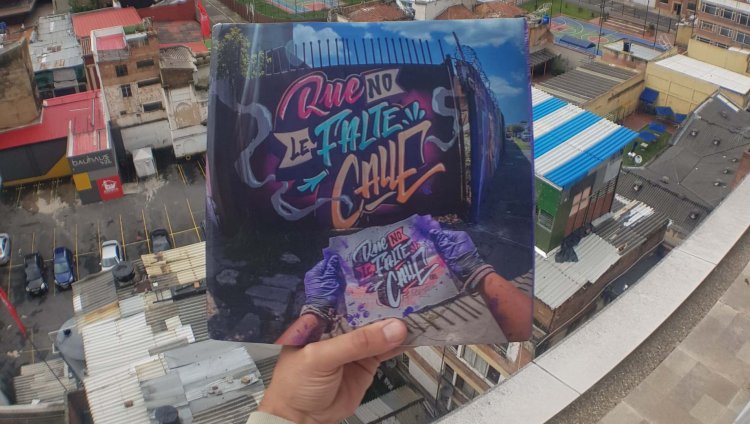 Que NO
Le FALTE
CALLE
Que NO
Le
FALTE
CALLE
BAUHAUS